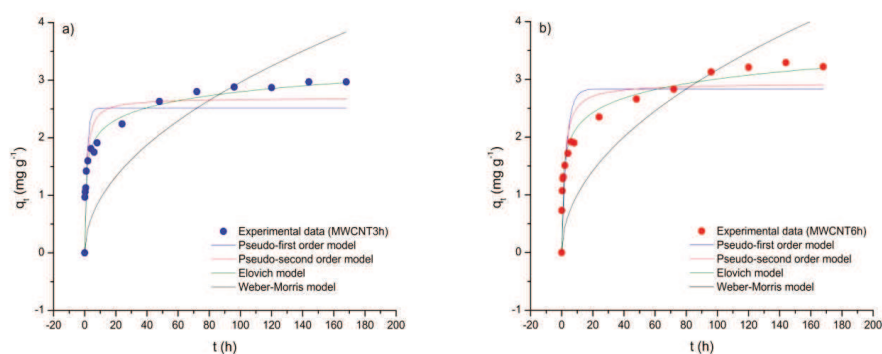 a)
4
3
2
1
0
-1
qt (mg g-1)
Experimental data (MWCNT3h)
Pseudo-first order model
Pseudo-second order model
Elovich model
Weber-Morris model
-20 0 20 40 60 80 100 120 140 160 180 200
t (h)
b)
4
3
2
1
0
-1
qt (mg g-1)
Experimental data (MWCNT6h)
Pseudo-first order model
Pseudo-second order model
Elovich model
Weber-Morris model
-20 0 20 40 60 80 100 120 140 160 180 200
t (h)